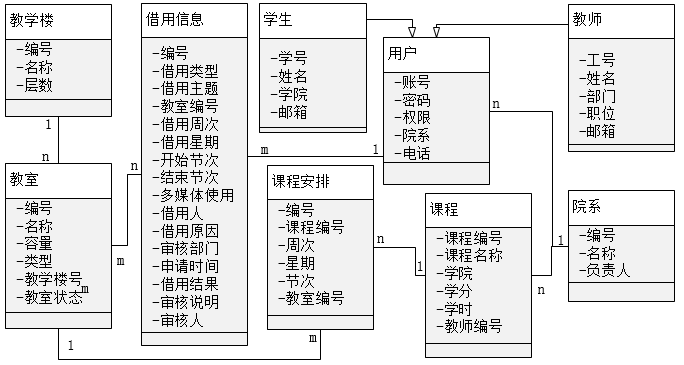 教学楼
-编号
-名称
-层数
1
n
教室
-编号
-名称
-容量
-类型
-教学楼号
-教室状态
m
n
m
1
借用信息
-编号
-借用类型
-借用主题
-教室编号
-借用周次
-借用星期
-开始节次
-结束节次
-多媒体使用
-借用人
-借用原因
-审核部门
-申请时间
-借用结果
-审核说明
-审核人
学生
-学号
-姓名
-学院
-邮箱
m
1
用户
-账号
-密码
-权限
-院系
-电话
n
教师
-工号
-姓名
-部门
-职位
-邮箱
课程安排
-编号
-课程编号
-周次
-星期
-节次
-教室编号
m
n
1
课程
-课程编号
-课程名称
-学院
-学分
-学时
-教师编号
n
1
院系
-编号
-名称
-负责人